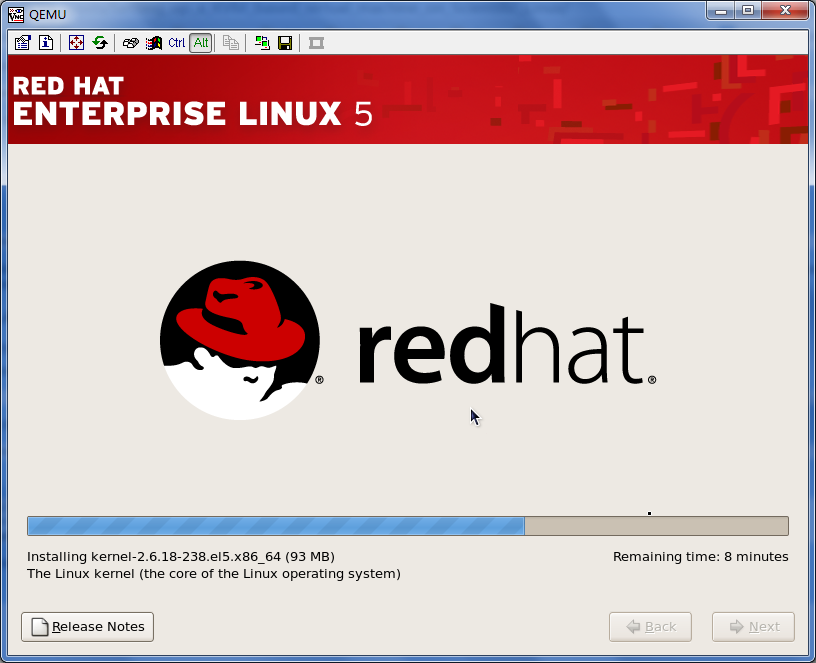 QEMU
Ctrl Alt
RED HAT
ENTERPRISE LINUX 5
redhat®
Installing kernel-2.6.18-238.el5.x86_64 (93 MB)
Remaining time: 8 minutes
The Linux kernel (the core of the Linux operating system)
Release Notes
Back
Next